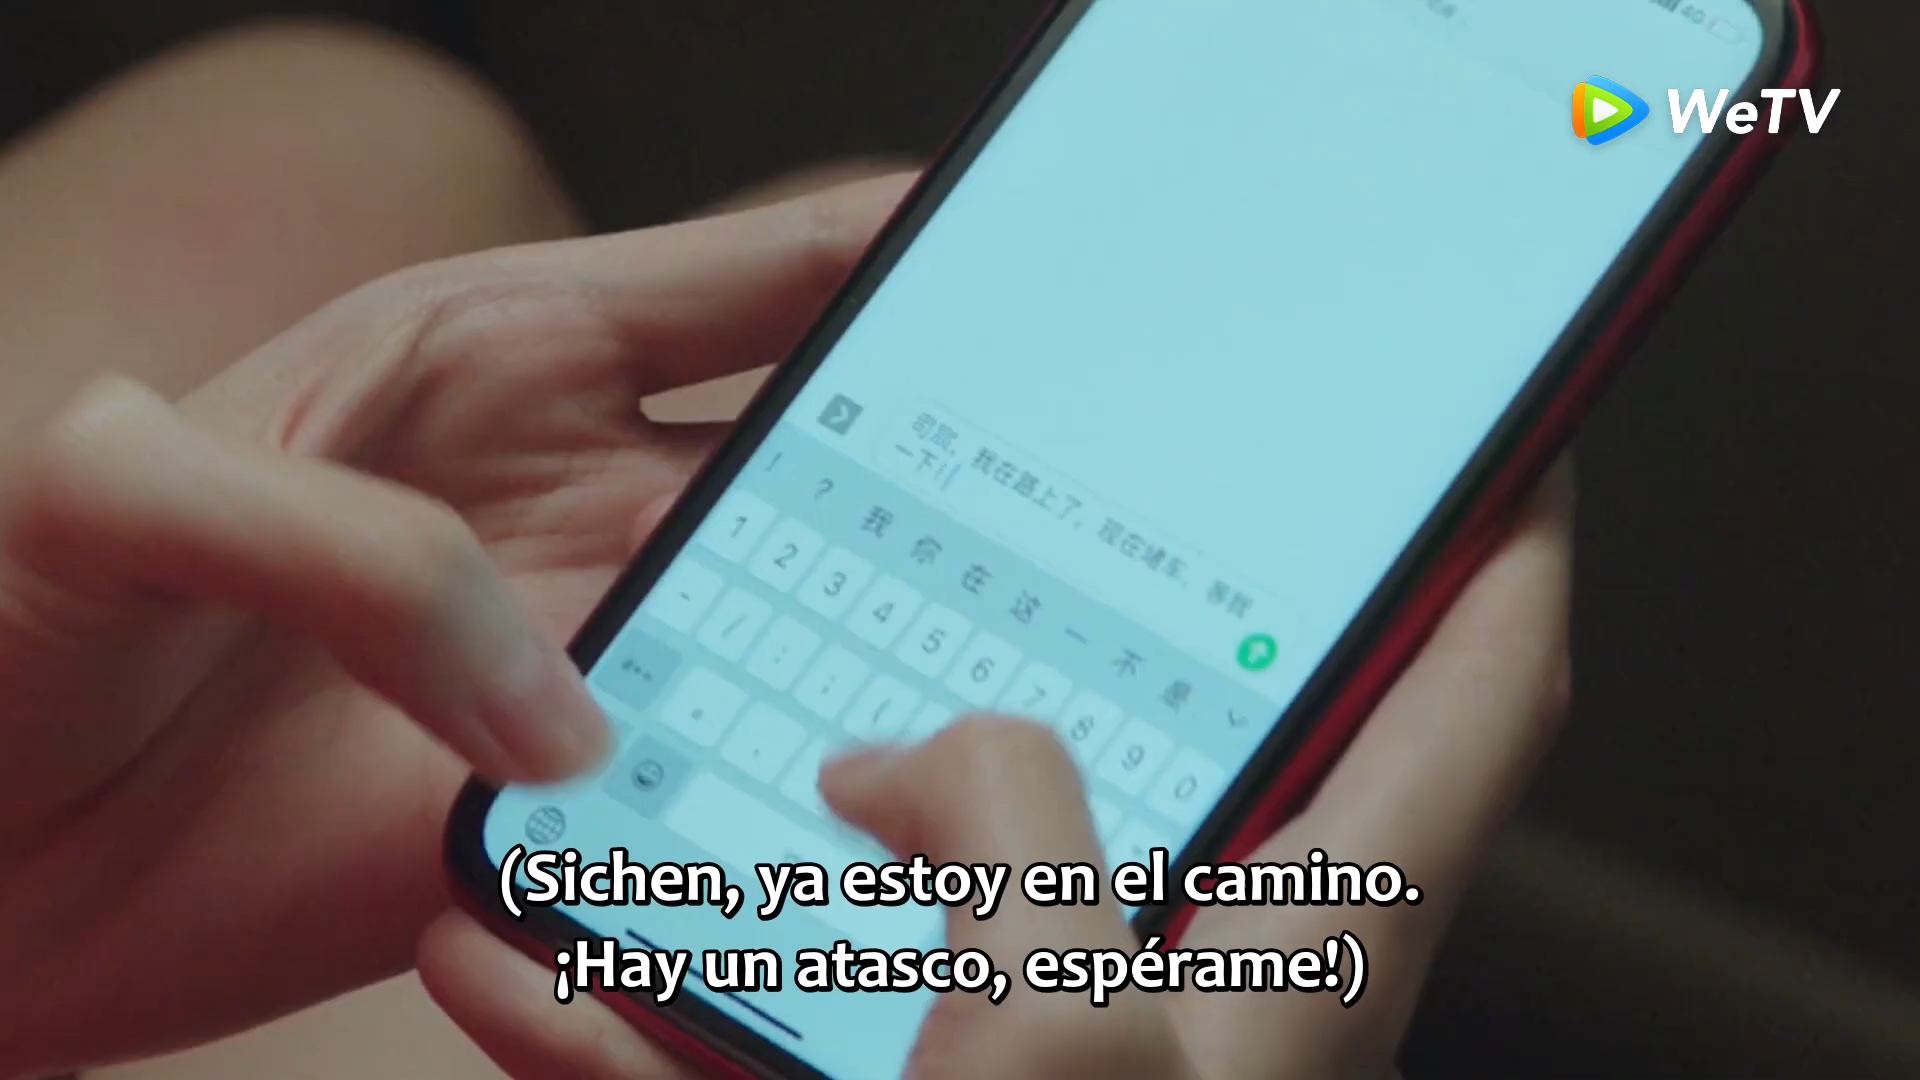 4G
WeTV
司宸，我在路上了，现在堵车，等我
一下！
! ? 我 你 在 这 一 不 是
1 2 3 4 5 6 7 8 9 0
- / : ; (
。 、
(Sichen, ya estoy en el camino.
¡Hay un atasco, espérame!)